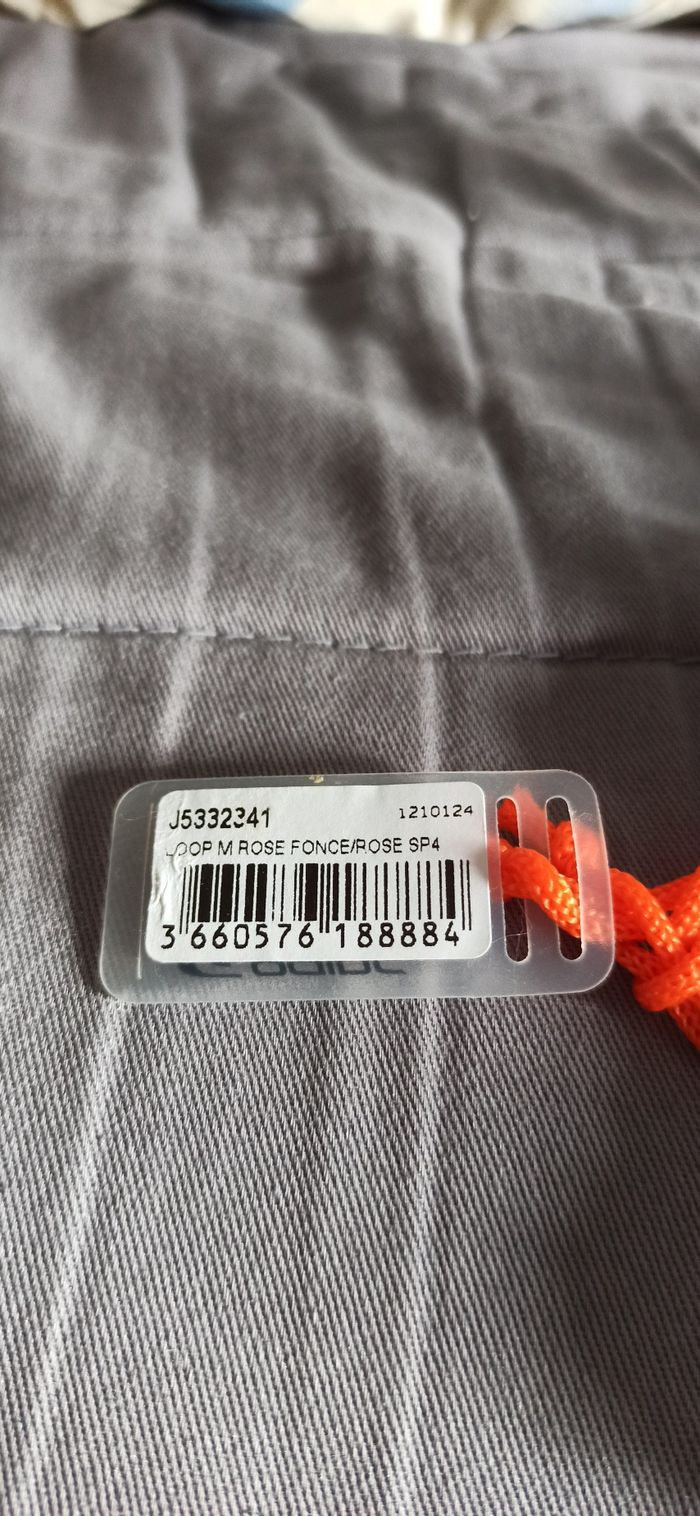 J5332341
1210124
LOOP M ROSE FONCE/ROSE SP4
3 660576 188884